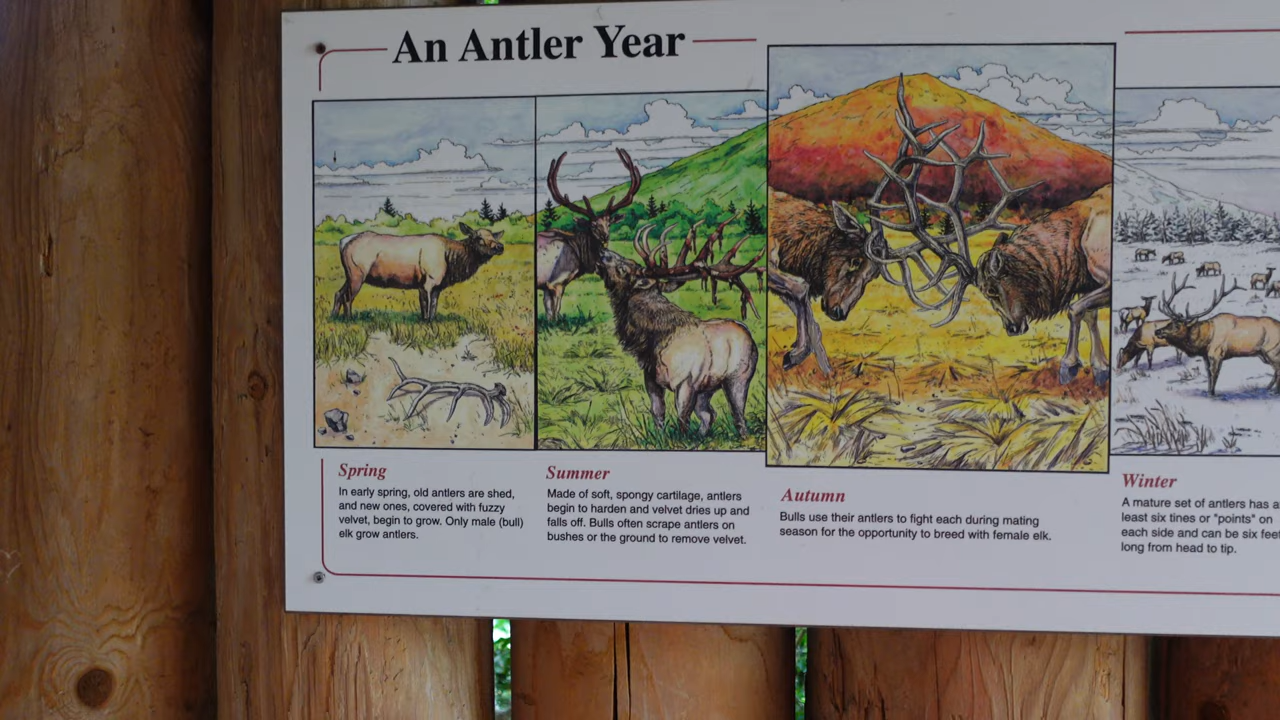 An Antler Year
Spring
In early spring, old antlers are shed,
and new ones, covered with fuzzy
velvet, begin to grow. Only male (bull)
elk grow antlers.
Summer
Made of soft, spongy cartilage, antlers
begin to harden and velvet dries up and
falls off. Bulls often scrape antlers on
bushes or the ground to remove velvet.
Autumn
Bulls use their antlers to fight each during mating
season for the opportunity to breed with female elk.
Winter
A mature set of antlers has a
least six tines or "points" on
each side and can be six feet
long from head to tip.